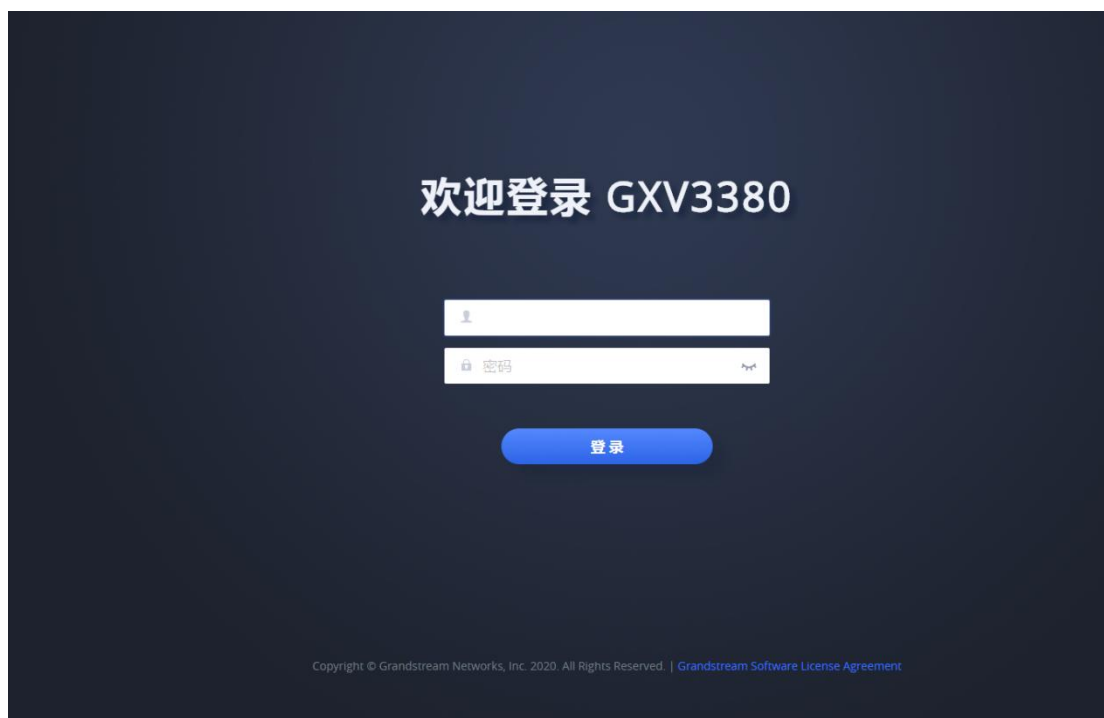 欢迎登录 GXV3380
密码
登录
Copyright © Grandstream Networks, Inc. 2020. All Rights Reserved. | Grandstream Software License Agreement